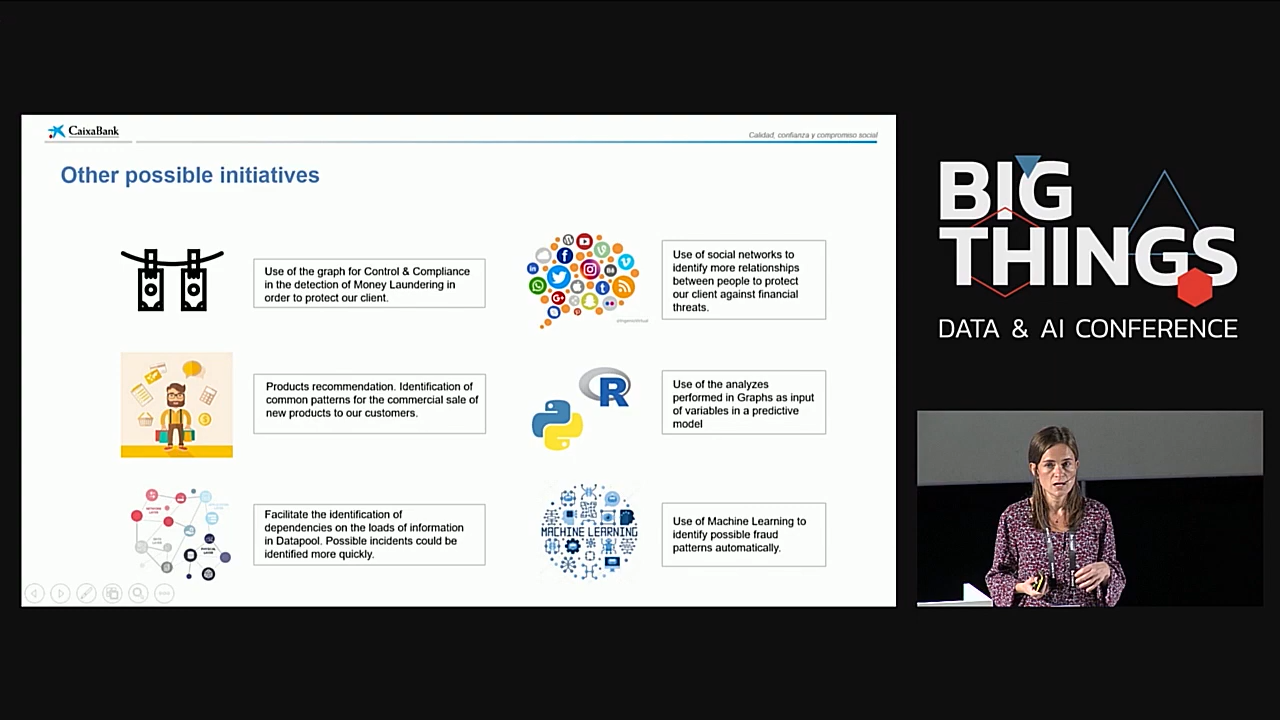 CaixaBank
Calidad, confianza y compromiso social
Other possible initiatives
Use of the graph for Control & Compliance
in the detection of Money Laundering in
order to protect our client.
Products recommendation. Identification of
common patterns for the commercial sale of
new products to our customers.
Facilitate the identification of
dependencies on the loads of information
in Datapool. Possible incidents could be
identified more quickly.
Use of social networks to
identify more relationships
between people to protect
our client against financial
threats.
R
Use of the analyzes
performed in Graphs as input
of variables in a predictive
model
MACHINE LEARNING
Use of Machine Learning to
identify possible fraud
patterns automatically.
BIG
THINGS
DATA & AI CONFERENCE